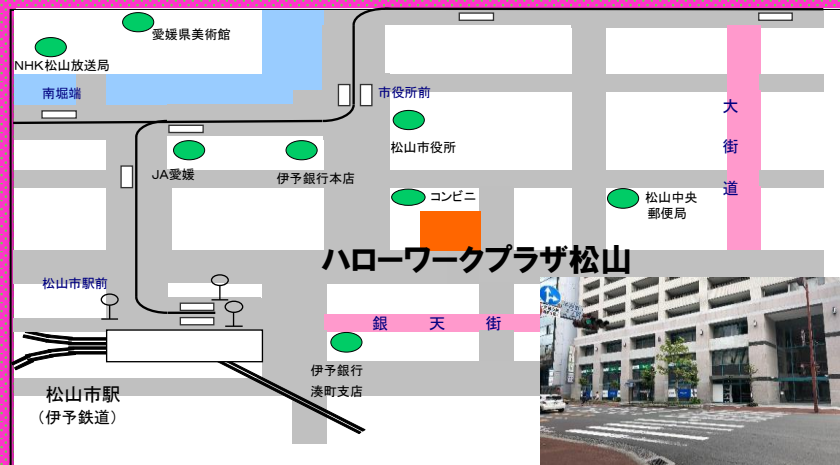 愛媛県美術館
NHK松山放送局
南堀端
市役所前
大街道
松山市役所
JA愛媛
伊予銀行本店
コンビニ
松山中央
郵便局
ハローワークプラザ松山
松山市駅前
銀天街
伊予銀行
湊町支店
松山市駅
（伊予鉄道）